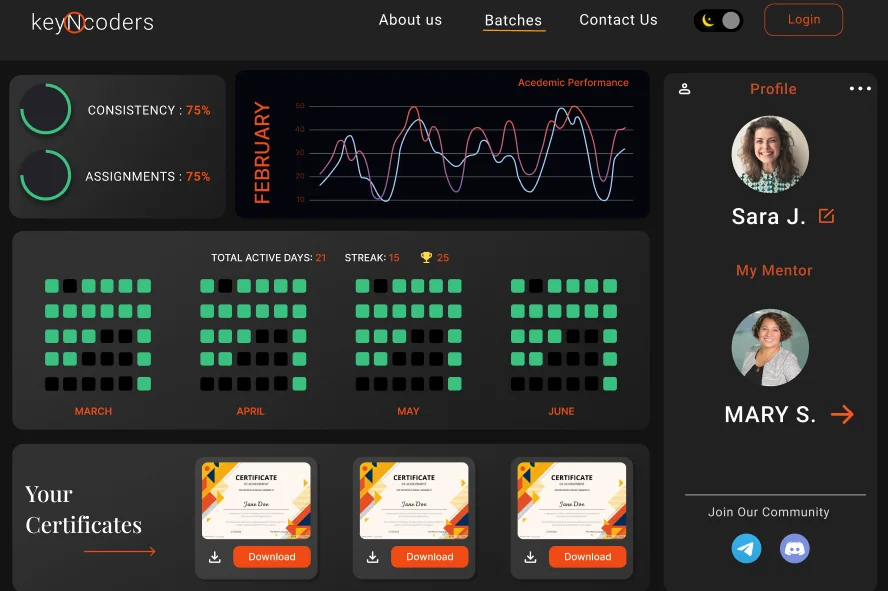 keyNcoders
About us
Batches
Contact Us
Login
CONSISTENCY : 75%
ASSIGNMENTS : 75%
FEBRUARY
Acedemic Performance
50
40
30
20
10
TOTAL ACTIVE DAYS: 21
STREAK: 15
25
MARCH
APRIL
MAY
JUNE
Your
Certificates
CERTIFICATE
Jane Doe
Download
CERTIFICATE
Jane Doe
Download
CERTIFICATE
Jane Doe
Download
Profile
Sara J.
My Mentor
MARY S.
Join Our Community